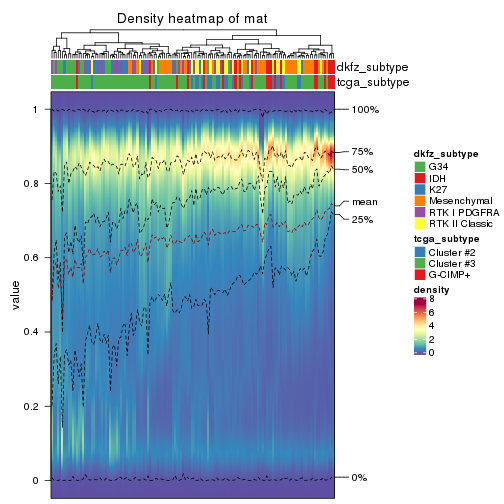 Density heatmap of mat
dkfz_subtype
tcga_subtype
1
0.8
0.6
0.4
0.2
0
value
100%
75%
50%
mean
25%
0%
dkfz_subtype
G34
IDH
K27
Mesenchymal
RTK I PDGFRA
RTK II Classic
tcga_subtype
Cluster #2
Cluster #3
G-CIMP+
density
8
6
4
2
0